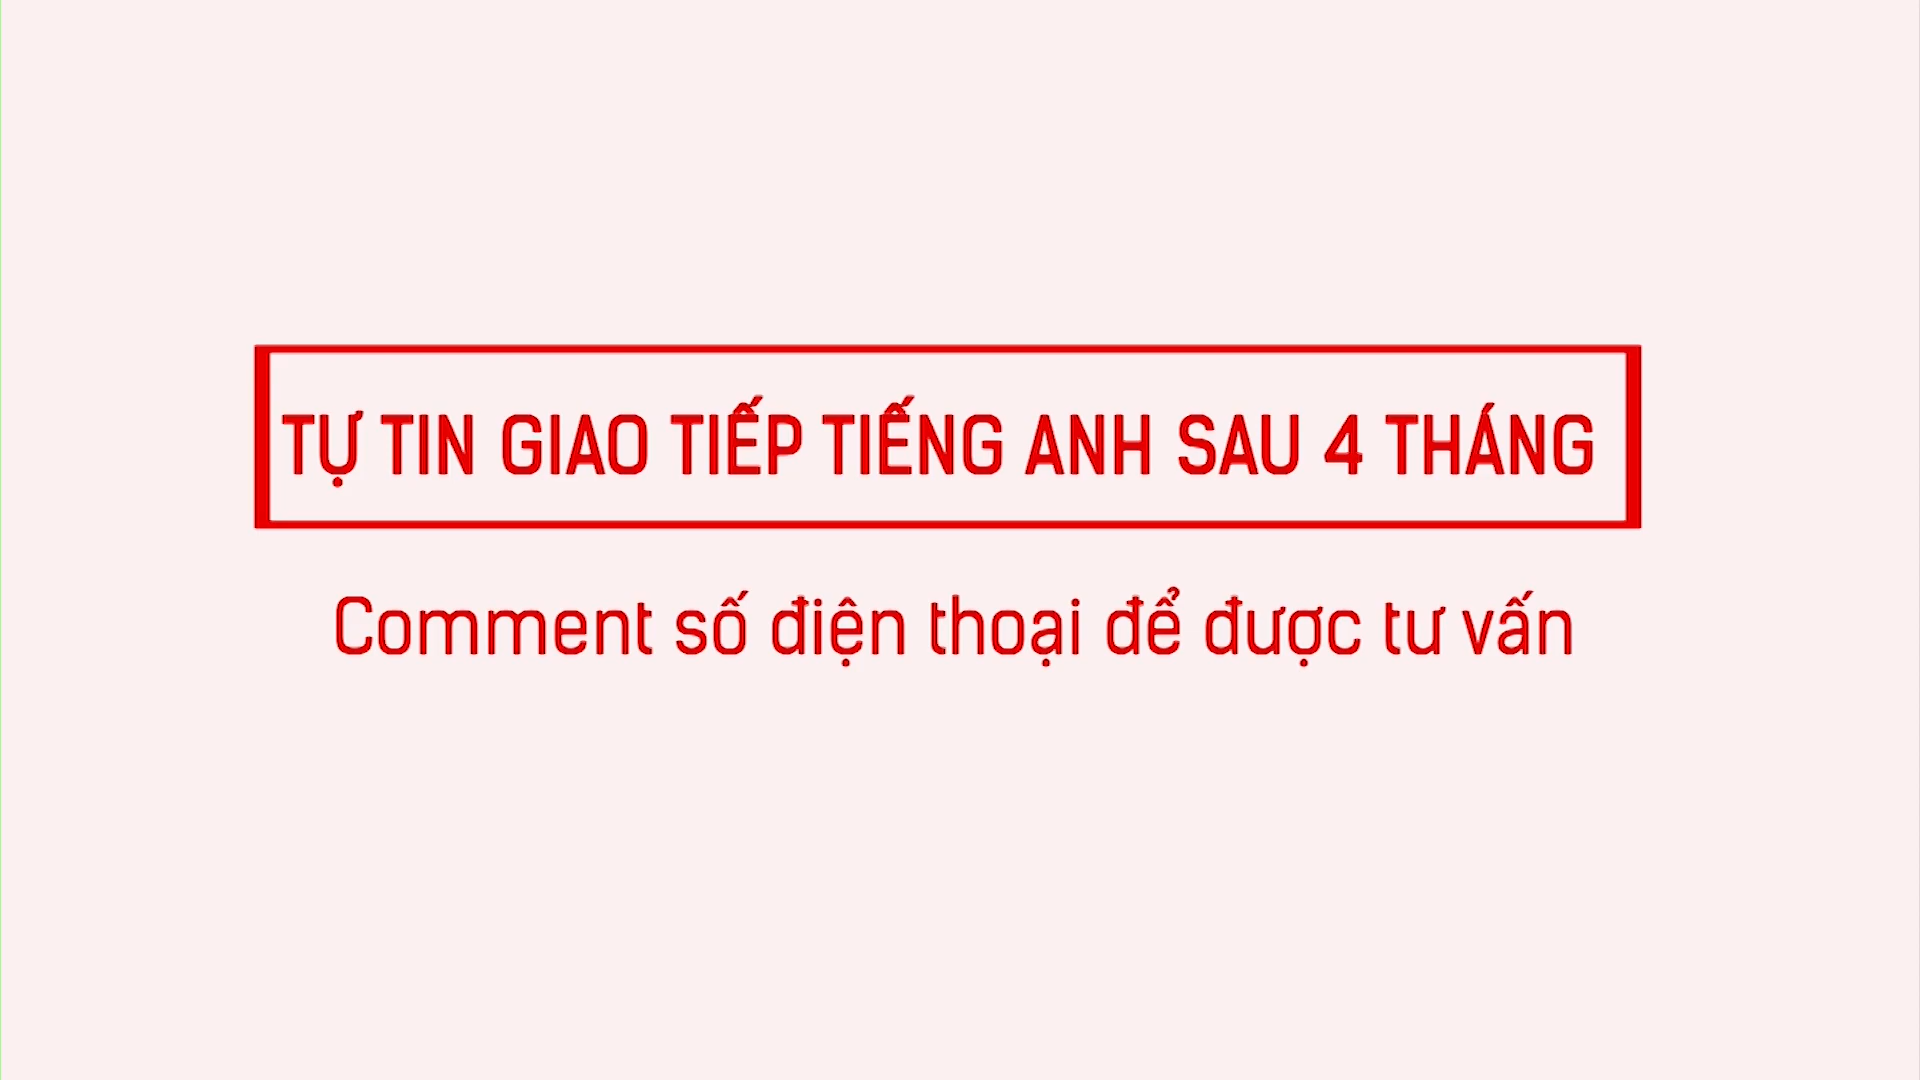 TỰ TIN GIAO TIẾP TIẾNG ANH SAU 4 THÁNG
Comment số điện thoại để được tư vấn